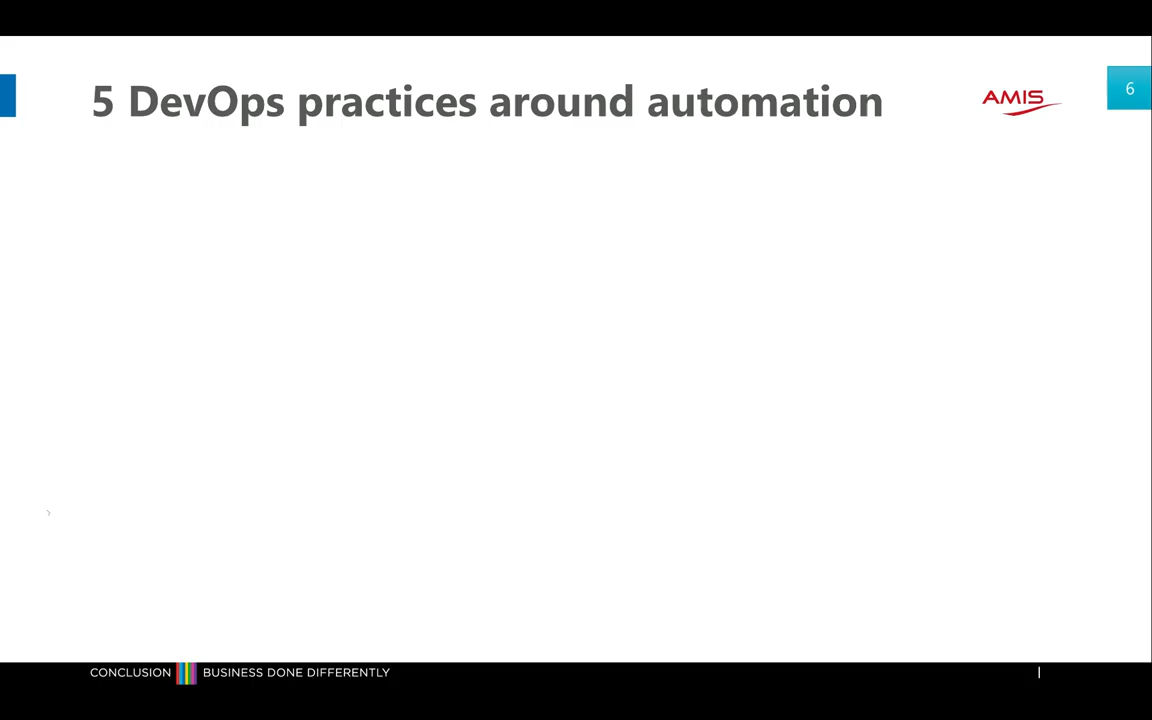 5 DevOps practices around automation
AMIS
6
CONCLUSION BUSINESS DONE DIFFERENTLY